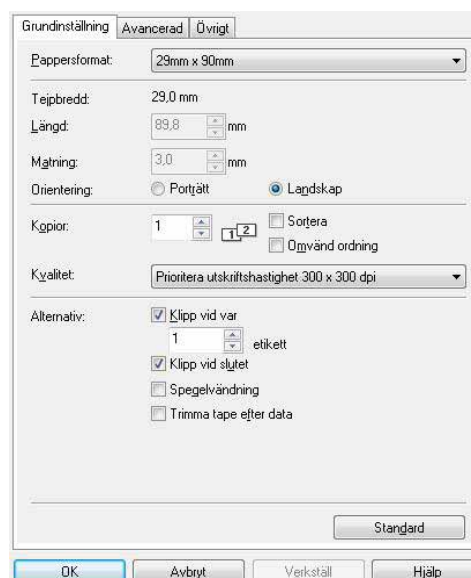 Grundinställning Avancerad Övrigt
Pappersformat: 29mm x 90mm
Tejpbredd: 29,0 mm
Längd: 89,8 mm
Matning: 3,0 mm
Orientering: Porträtt Landskap
Kopior: 1 1 2 Sortera
Omvänd ordning
Kvalitet: Prioritera utskriftshastighet 300 x 300 dpi
Alternativ: Klipp vid var
1 etikett
Klipp vid slutet
Spegelvändning
Trimma tape efter data
Standard
OK Avbryt Verkställ Hjälp